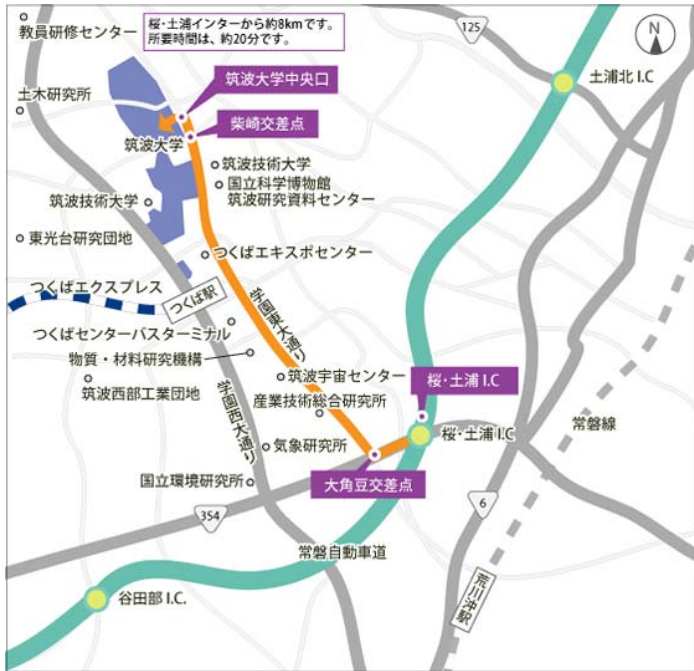 教員研修センター
桜・土浦インターから約8kmです。
所要時間は、約20分です。
125
N
土浦北 I.C
土木研究所
筑波大学中央口
柴崎交差点
筑波大学
筑波技術大学
国立科学博物館
筑波研究資料センター
筑波技術大学
東光台研究団地
つくばエキスポセンター
つくばエクスプレス
つくば駅
学園東大通り
つくばセンターバスターミナル
物質・材料研究機構
筑波宇宙センター
桜・土浦 I.C
筑波西部工業団地
学園西大通り
産業技術総合研究所
桜・土浦 I.C
常磐線
気象研究所
国立環境研究所
大角豆交差点
354
6
常磐自動車道
荒川沖駅
谷田部 I.C.